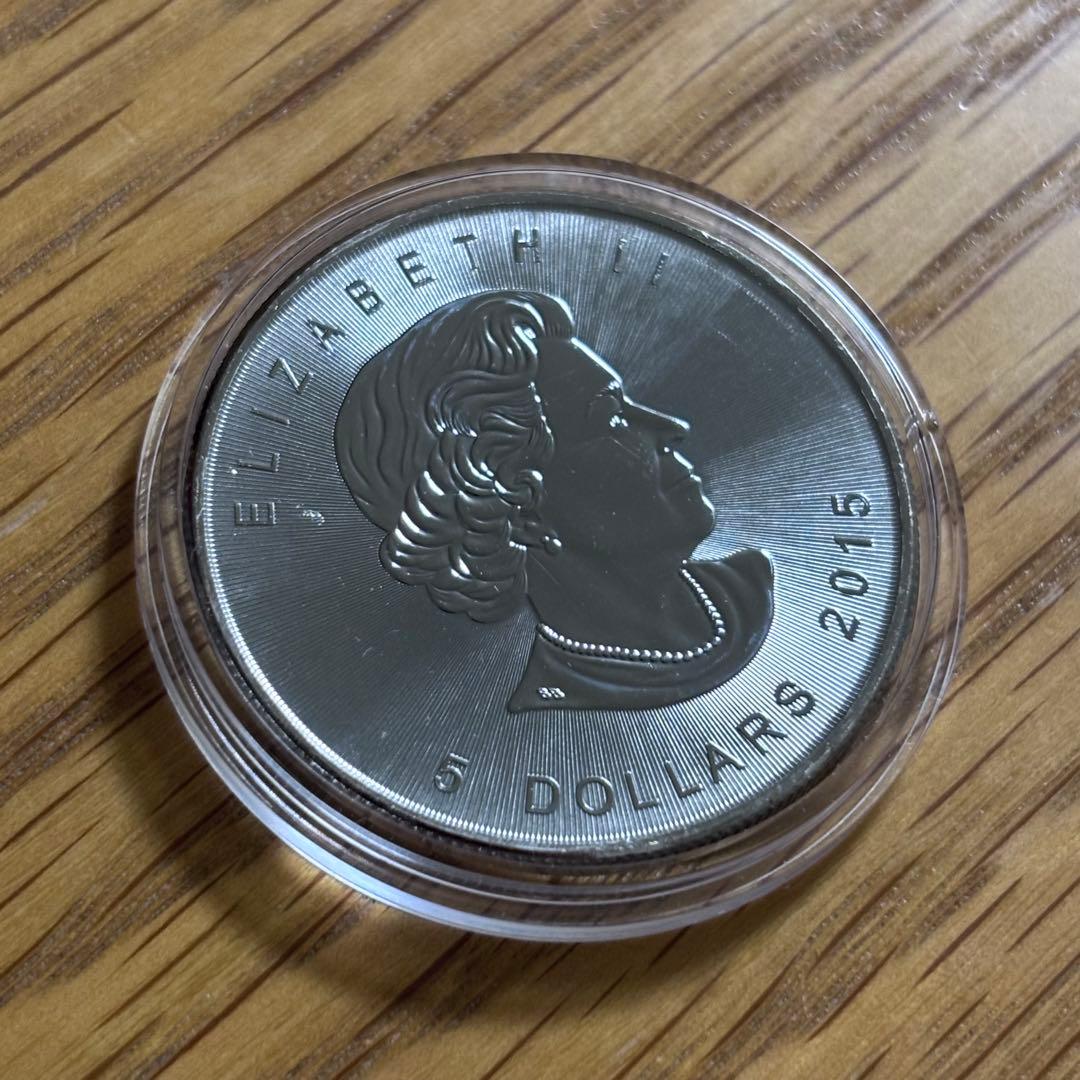 ELIZABETH II
5 DOLLARS 2015